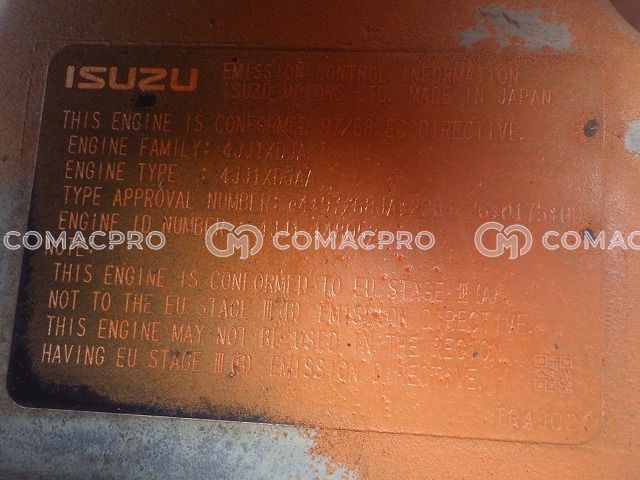 ISUZU
EMISSION CONTROL INFORMATION
ISUZU MOTORS LTD. MADE IN JAPAN
THIS ENGINE IS CONFORMED 97/68/EC DIRECTIVE.
ENGINE FAMILY:
ENGINE TYPE :
TYPE APPROVAL NUMBER:
ENGINE ID NUMBER
COMACPRO COMACPRO COMACPRO
NOTE:
THIS ENGINE IS CONFORMED TO EU STAGE III(A),
NOT TO THE EU STAGE III(B) EMISSION DIRECTIVE.
THIS ENGINE MAY NOT BE USED IN THE REGION,
HAVING EU STAGE III(B) EMISSION DIRECTIVE.